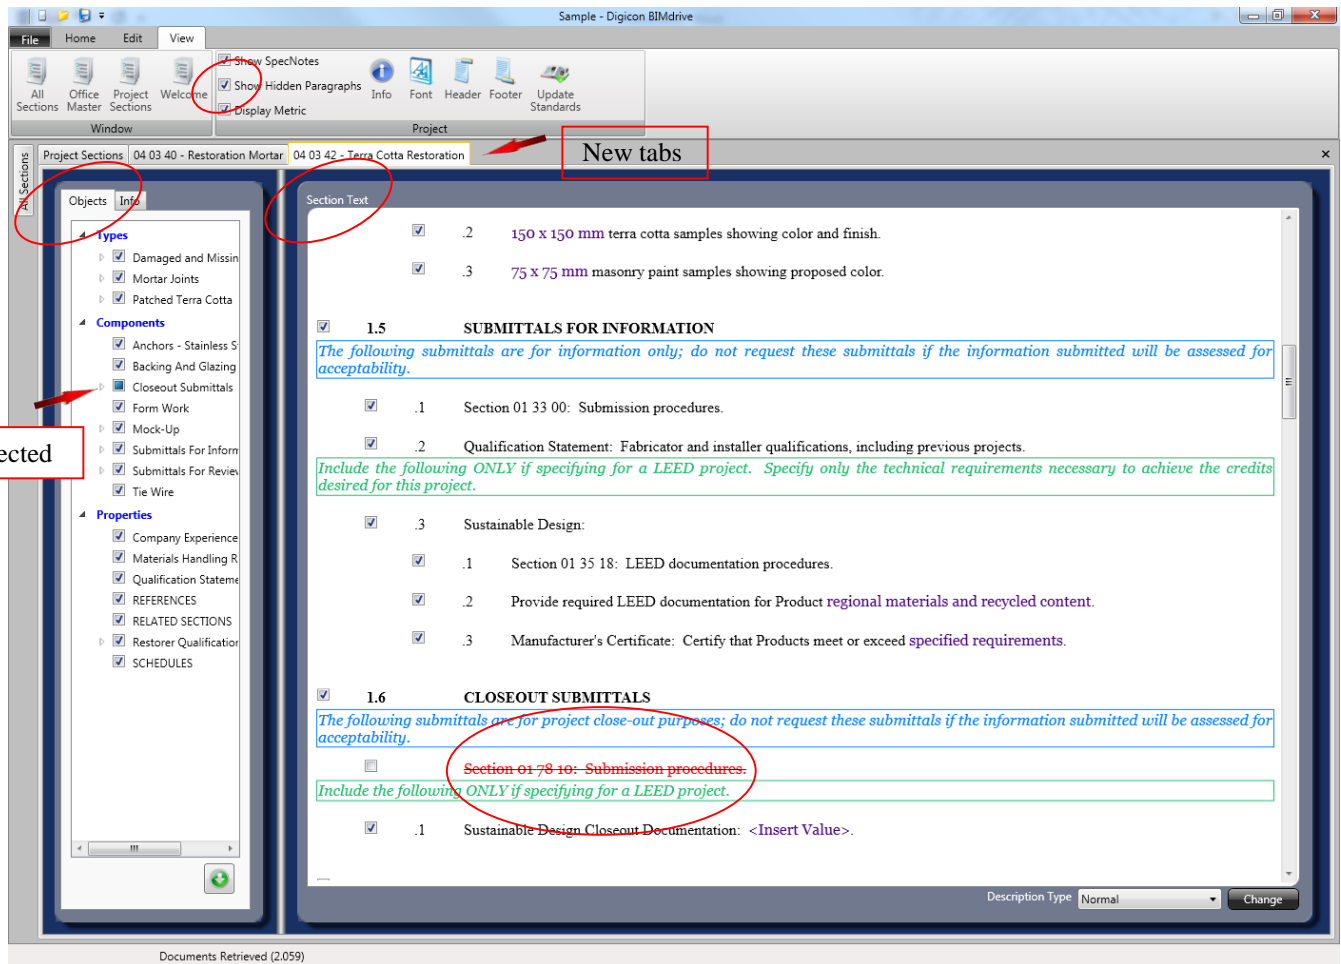 Sample - Digicon BIMdrive
File Home Edit View
Show SpecNotes
Show Hidden Paragraphs
Display Metric
All Sections
Office Master
Project Sections
Welcome
Info
Font
Header
Footer
Update Standards
Window
Project
Project Sections
04 03 40 - Restoration Mortar
04 03 42 - Terra Cotta Restoration
New tabs
All Sections
Objects
Info
Types
Damaged and Missin
Mortar Joints
Patched Terra Cotta
Components
Anchors - Stainless S
Backing And Glazing
Closeout Submittals
Form Work
Mock-Up
ected
Submittals For Inform
Submittals For Review
Tie Wire
Properties
Company Experience
Materials Handling R
Qualification Stateme
REFERENCES
RELATED SECTIONS
Restorer Qualification
SCHEDULES
Section Text
.2 150 x 150 mm terra cotta samples showing color and finish.
.3 75 x 75 mm masonry paint samples showing proposed color.
1.5 SUBMITTALS FOR INFORMATION
The following submittals are for information only; do not request these submittals if the information submitted will be assessed for
acceptability.
.1 Section 01 33 00: Submission procedures.
.2 Qualification Statement: Fabricator and installer qualifications, including previous projects.
Include the following ONLY if specifying for a LEED project. Specify only the technical requirements necessary to achieve the credits
desired for this project.
.3 Sustainable Design:
.1 Section 01 35 18: LEED documentation procedures.
.2 Provide required LEED documentation for Product regional materials and recycled content.
.3 Manufacturer's Certificate: Certify that Products meet or exceed specified requirements.
1.6 CLOSEOUT SUBMITTALS
The following submittals are for project close-out purposes; do not request these submittals if the information submitted will be assessed for
acceptability.
Section 01 78 10: Submission procedures.
Include the following ONLY if specifying for a LEED project.
.1 Sustainable Design Closeout Documentation: <Insert Value>.
Description Type Normal Change
Documents Retrieved (2.059)